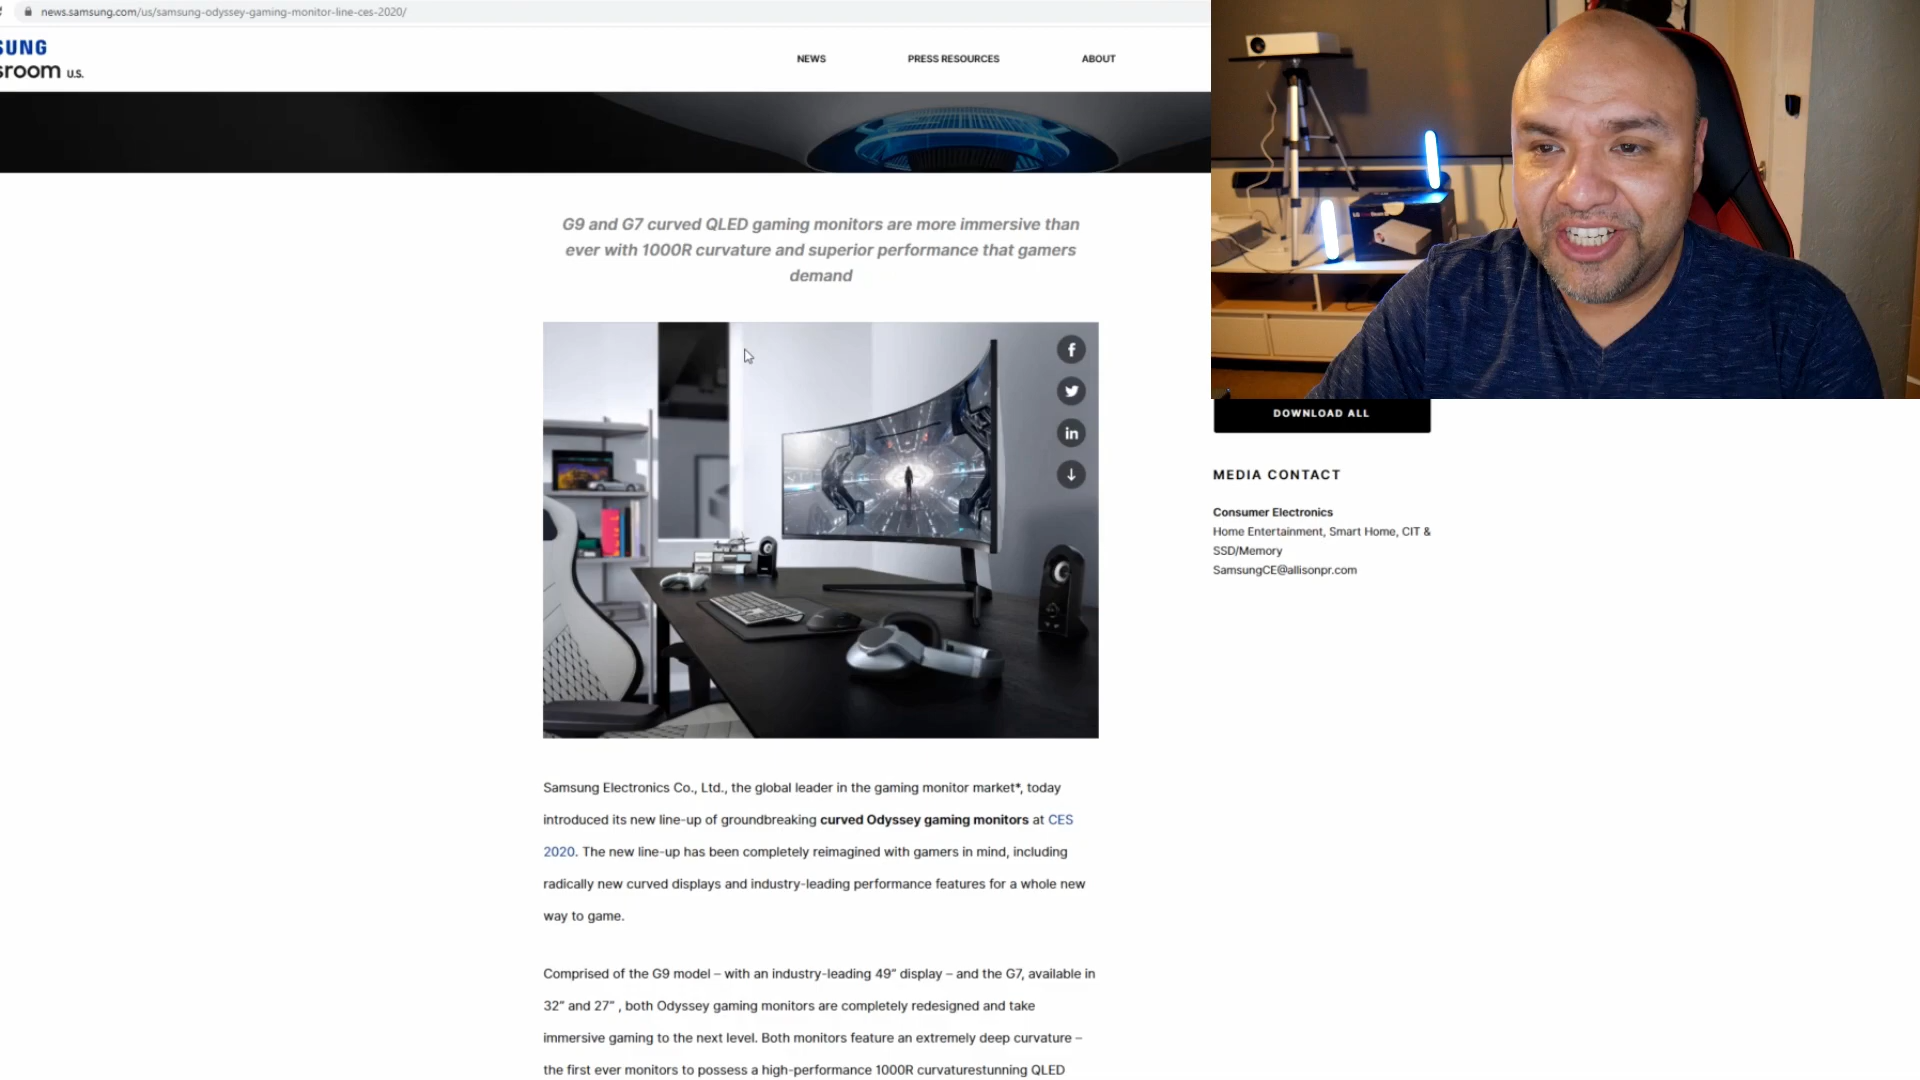 news.samsung.com/us/samsung-odyssey-gaming-monitor-line-ces-2020/
SUNG
sroom U.S.
NEWS
PRESS RESOURCES
ABOUT
G9 and G7 curved QLED gaming monitors are more immersive than
ever with 1000R curvature and superior performance that gamers
demand
f
in
Samsung Electronics Co., Ltd., the global leader in the gaming monitor market*, today
introduced its new line-up of groundbreaking curved Odyssey gaming monitors at CES
2020. The new line-up has been completely reimagined with gamers in mind, including
radically new curved displays and industry-leading performance features for a whole new
way to game.
Comprised of the G9 model – with an industry-leading 49” display – and the G7, available in
32” and 27” , both Odyssey gaming monitors are completely redesigned and take
immersive gaming to the next level. Both monitors feature an extremely deep curvature –
the first ever monitors to possess a high-performance 1000R curvaturestunning QLED
DOWNLOAD ALL
MEDIA CONTACT
Consumer Electronics
Home Entertainment, Smart Home, CIT &
SSD/Memory
SamsungCE@allisonpr.com